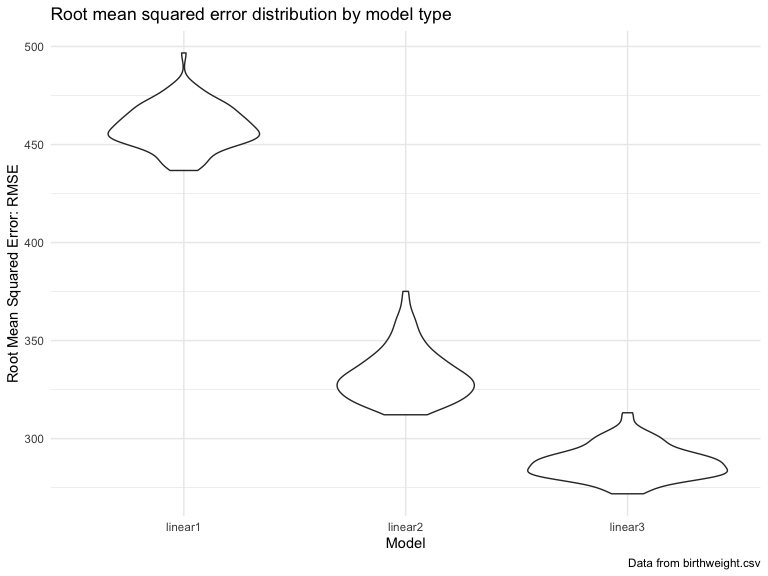 Root mean squared error distribution by model type
Root Mean Squared Error: RMSE
500
450
400
350
300
linear1
linear2
linear3
Model
Data from birthweight.csv